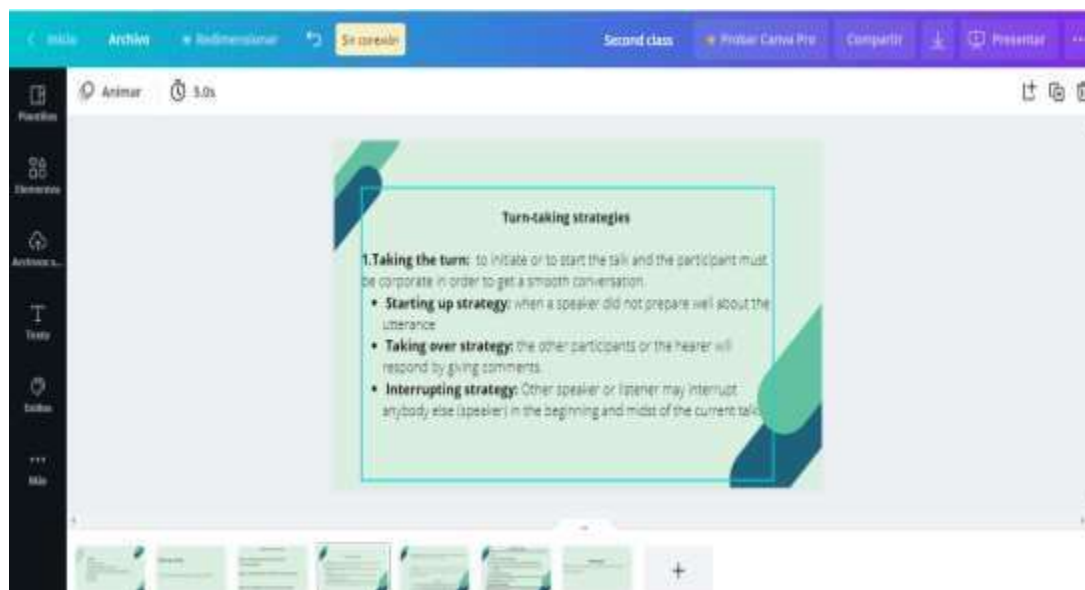 Inicio Archivo Redimensionar Sin conexión Second class Probar Canva Pro Compartir Presentar
Animar 5.0s
Plantillas
Elementos
Archivos s...
Texto
Estilos
Más
Turn-taking strategies
1.Taking the turn: to initiate or to start the talk and the participant must
be corporate in order to get a smooth conversation.
• Starting up strategy: when a speaker did not prepare well about the
utterance
• Taking over strategy: the other participants or the hearer will
respond by giving comments.
• Interrupting strategy: Other speaker or listener may interrupt
anybody else (speaker) in the beginning and midst of the current talk